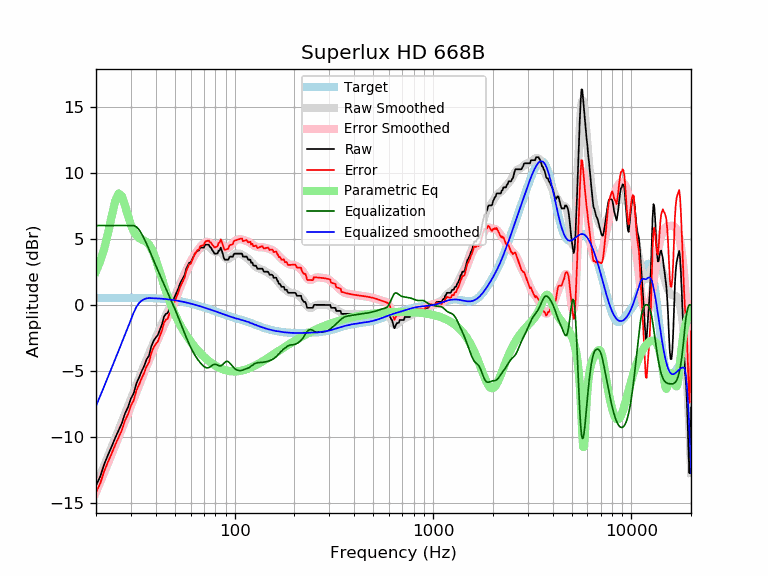 Superlux HD 668B
Target
Raw Smoothed
Error Smoothed
Raw
Error
Parametric Eq
Equalization
Equalized smoothed
15
10
5
0
−5
−10
−15
Amplitude (dBr)
100
1000
10000
Frequency (Hz)